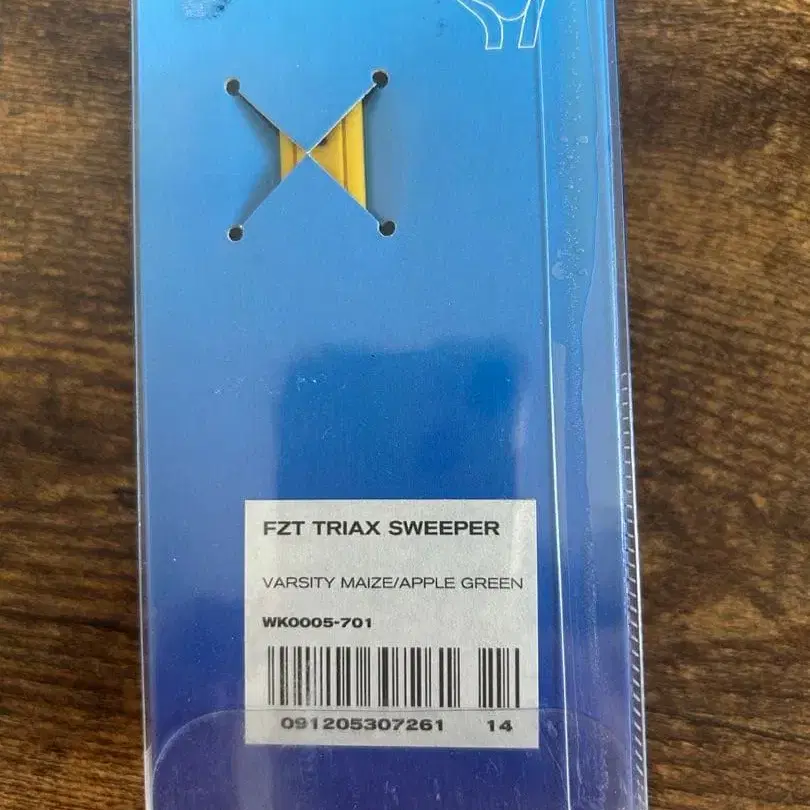 FZT TRIAX SWEEPER
VARSITY MAIZE/APPLE GREEN
WK0005-701
091205307261 14